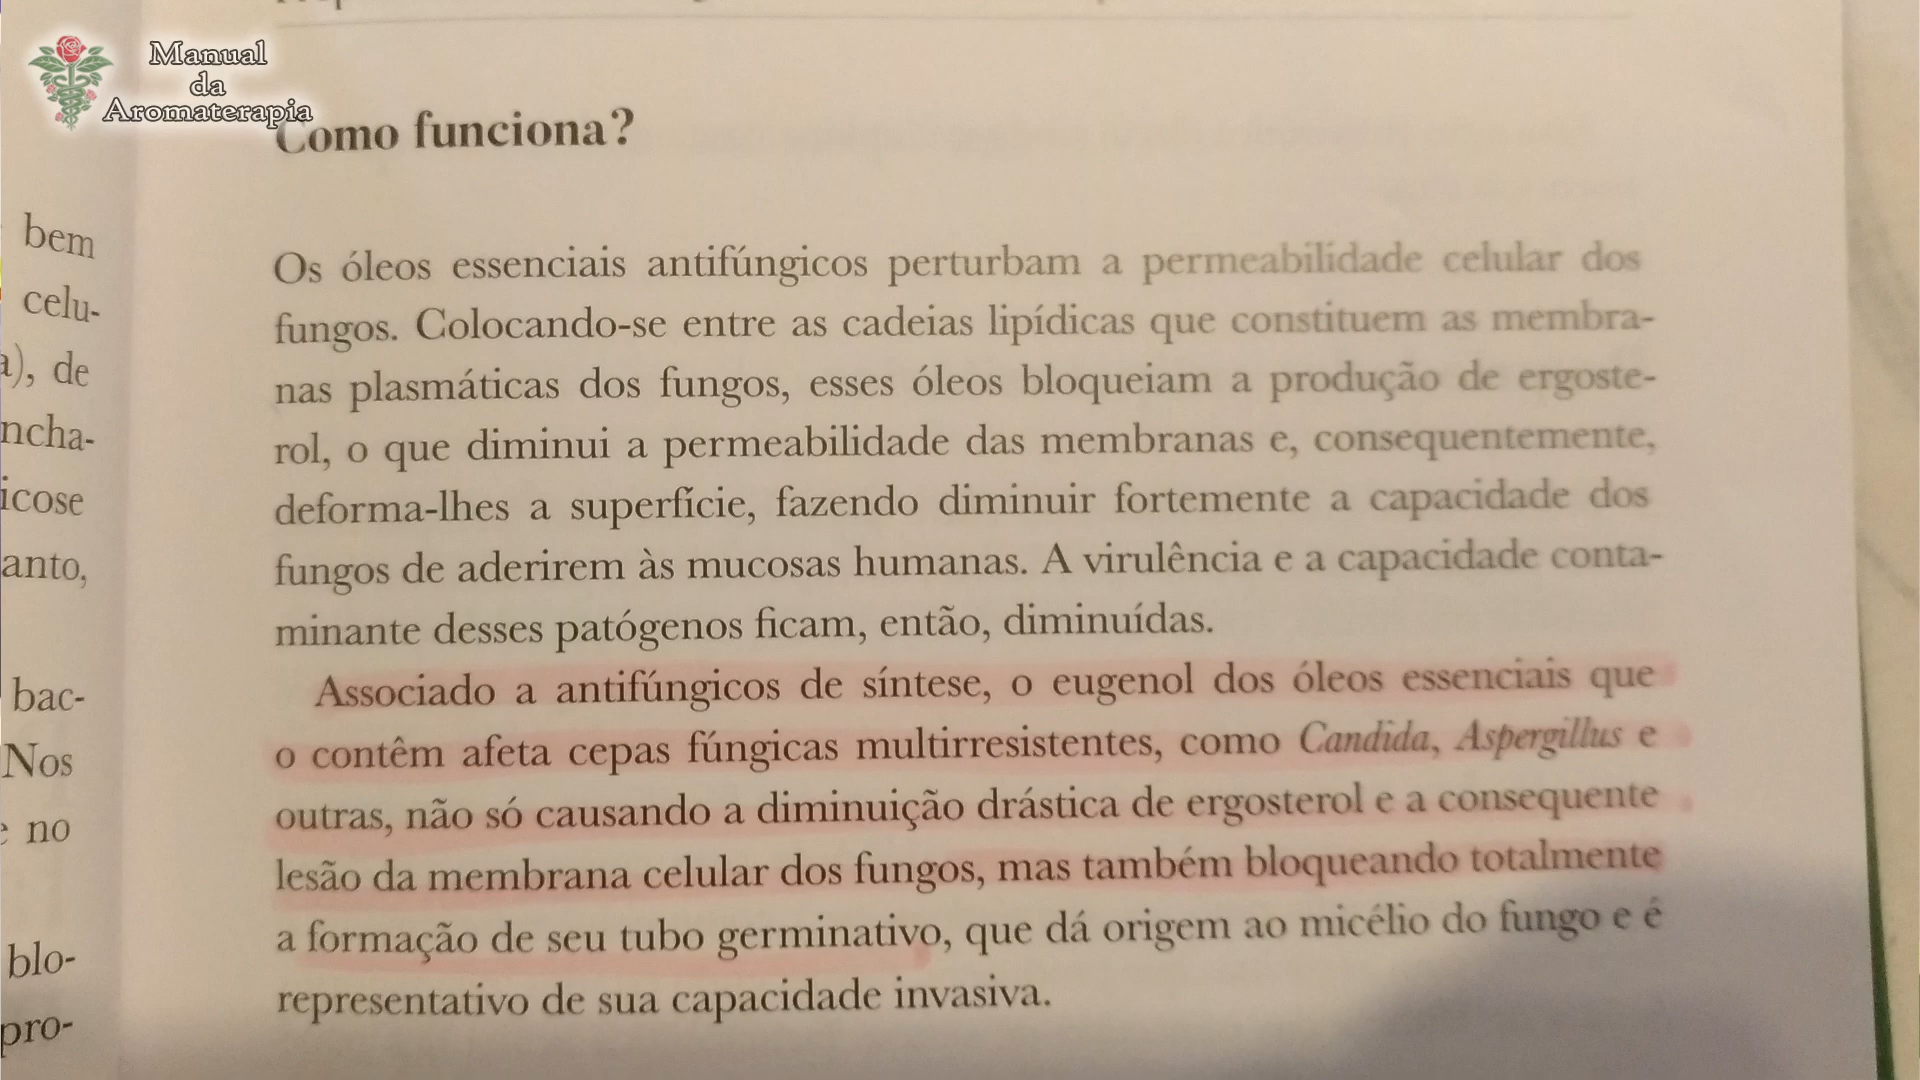 Manual
da
Aromaterapia
Como funciona?
Os óleos essenciais antifúngicos perturbam a permeabilidade celular dos
fungos. Colocando-se entre as cadeias lipídicas que constituem as membra-
nas plasmáticas dos fungos, esses óleos bloqueiam a produção de ergoste-
rol, o que diminui a permeabilidade das membranas e, consequentemente,
deforma-lhes a superfície, fazendo diminuir fortemente a capacidade dos
fungos de aderirem às mucosas humanas. A virulência e a capacidade conta-
minante desses patógenos ficam, então, diminuídas.
Associado a antifúngicos de síntese, o eugenol dos óleos essenciais que
o contêm afeta cepas fúngicas multirresistentes, como Candida, Aspergillus e
outras, não só causando a diminuição drástica de ergosterol e a consequente
lesão da membrana celular dos fungos, mas também bloqueando totalmente
a formação de seu tubo germinativo, que dá origem ao micélio do fungo e é
representativo de sua capacidade invasiva.
bem
celu-
), de
ncha-
icose
anto,
bac-
Nos
no
blo-
pro-